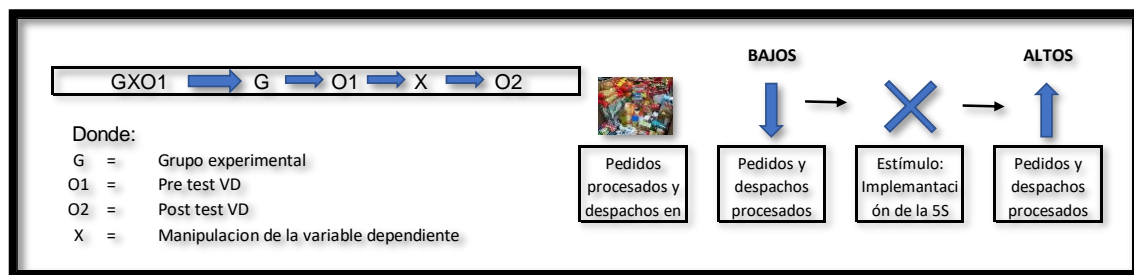 GXO1 G O1 X O2
Donde:
G = Grupo experimental
O1 = Pre test VD
O2 = Post test VD
X = Manipulacion de la variable dependiente
Pedidos
procesados y
despachos en
BAJOS
Pedidos y
despachos
procesados
Estímulo:
Implemantaci
ón de la 5S
ALTOS
Pedidos y
despachos
procesados